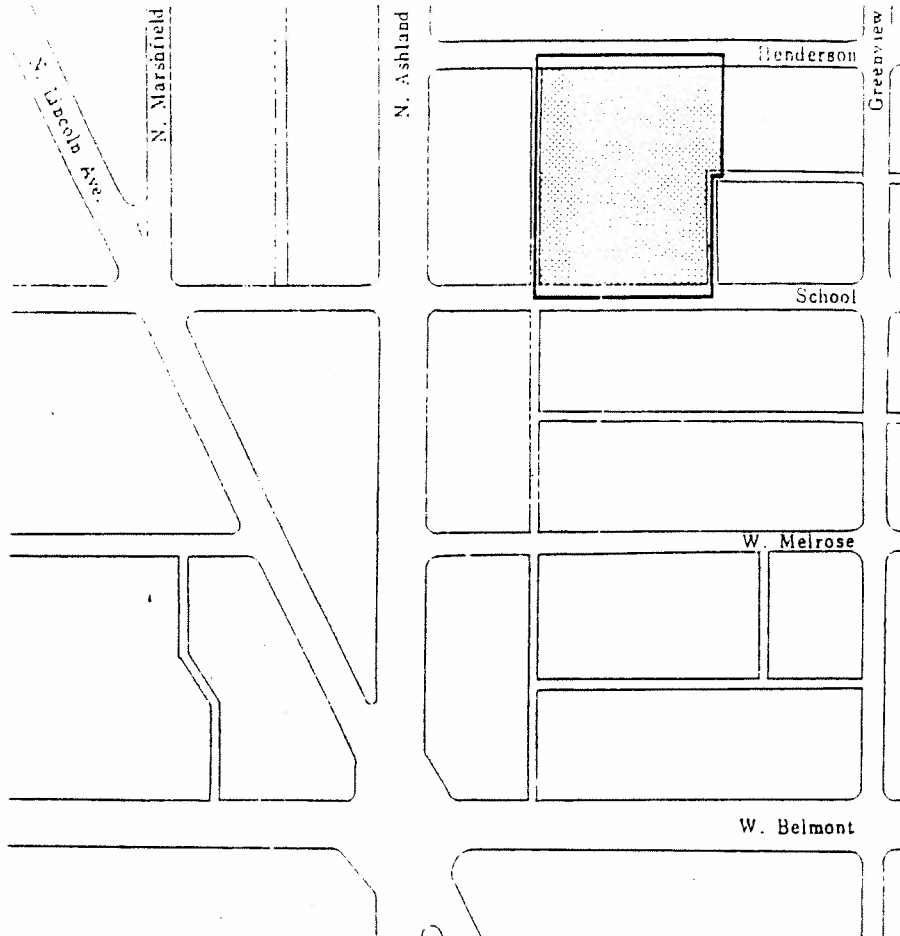 N. Lincoln Ave.
N. Marshfield
N. Ashland
Henderson
Greenview
School
W. Melrose
W. Belmont